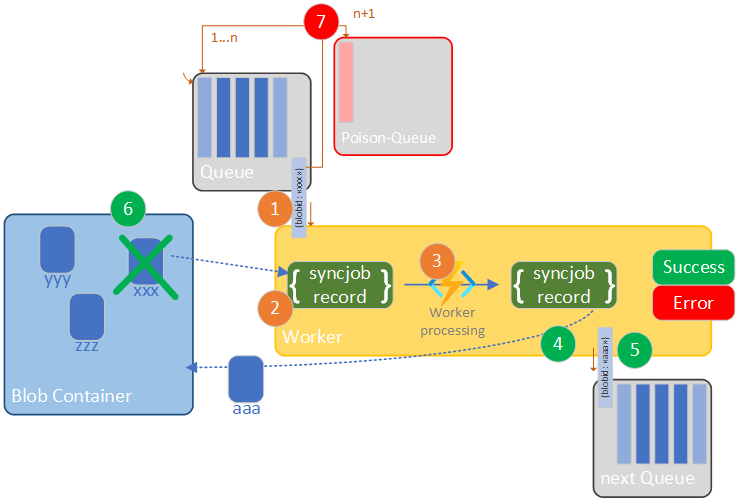 7
n+1
1...n
Poison-Queue
Queue
{blobid : «xxx»}
1
6
yyy
xxx
zzz
Blob Container
{ syncjob record }
2
3
Worker
processing
{ syncjob record }
Success
Error
Worker
4
5
{blobid : «aaa»}
aaa
next Queue